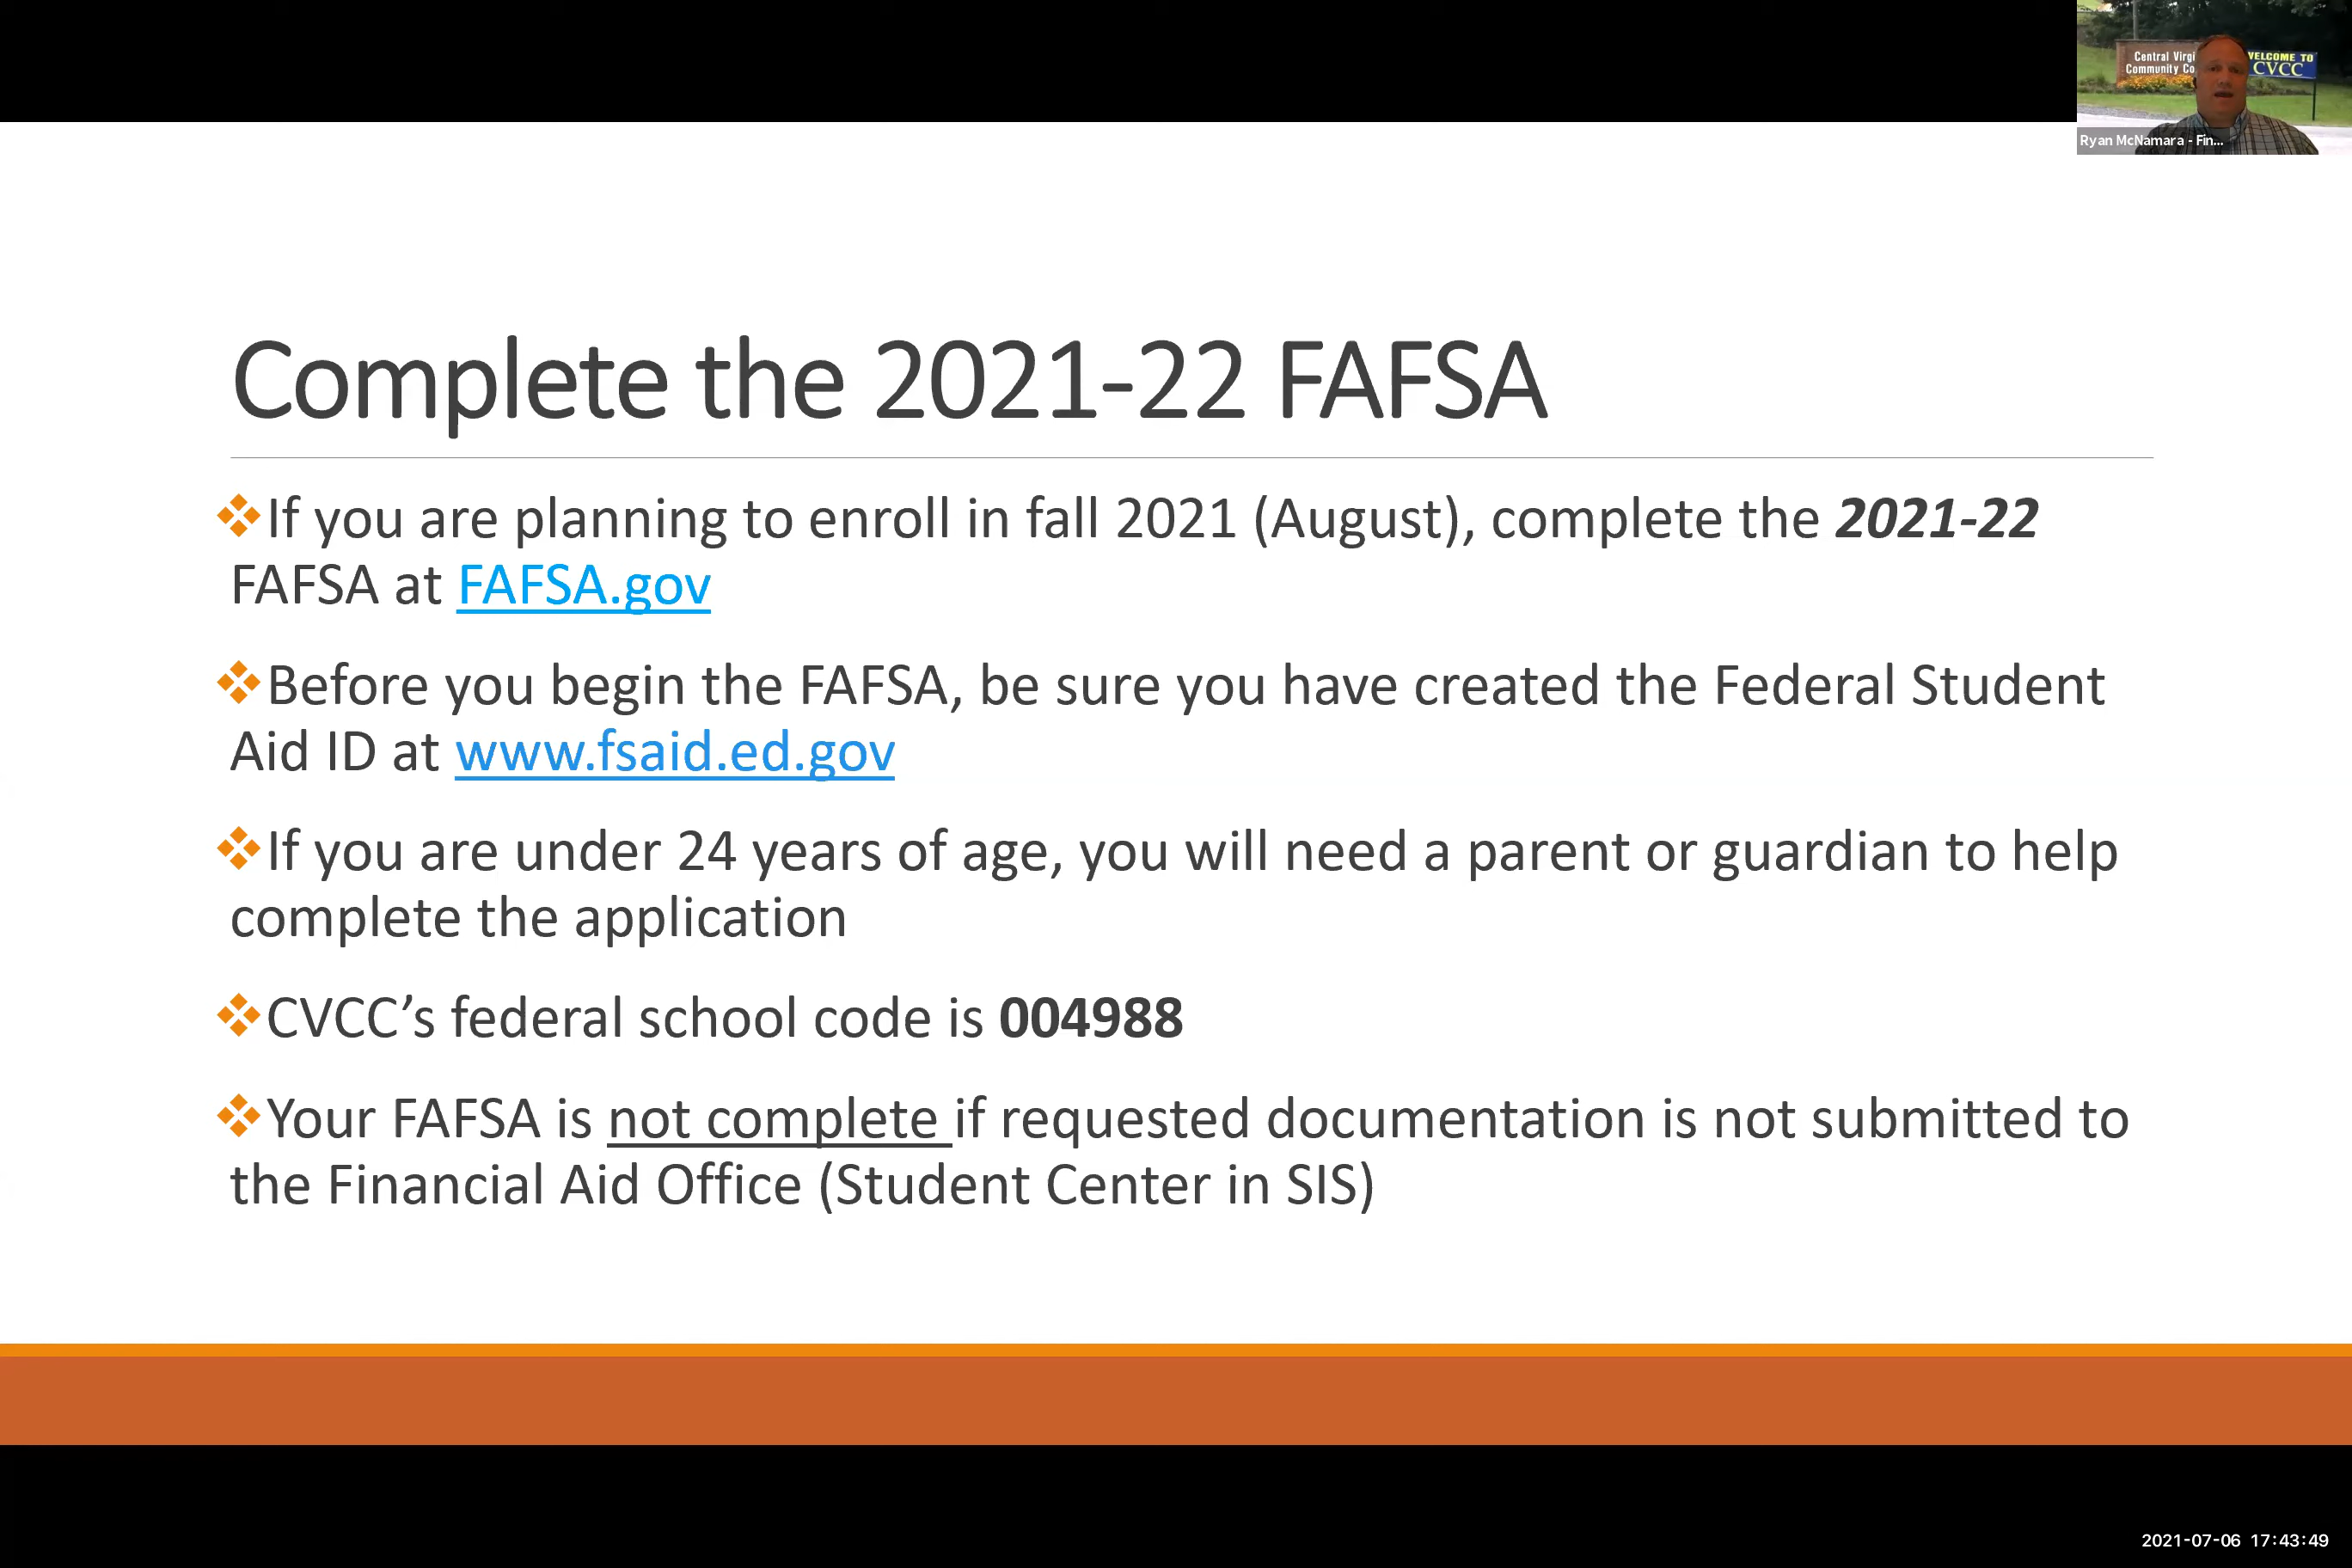 Central Virgi
Community Co
WELCOME TO
CVCC
Ryan McNamara - Fin...
Complete the 2021-22 FAFSA
❖If you are planning to enroll in fall 2021 (August), complete the 2021-22
FAFSA at FAFSA.gov
❖Before you begin the FAFSA, be sure you have created the Federal Student
Aid ID at www.fsaid.ed.gov
❖If you are under 24 years of age, you will need a parent or guardian to help
complete the application
❖CVCC’s federal school code is 004988
❖Your FAFSA is not complete if requested documentation is not submitted to
the Financial Aid Office (Student Center in SIS)
2021-07-06 17:43:49